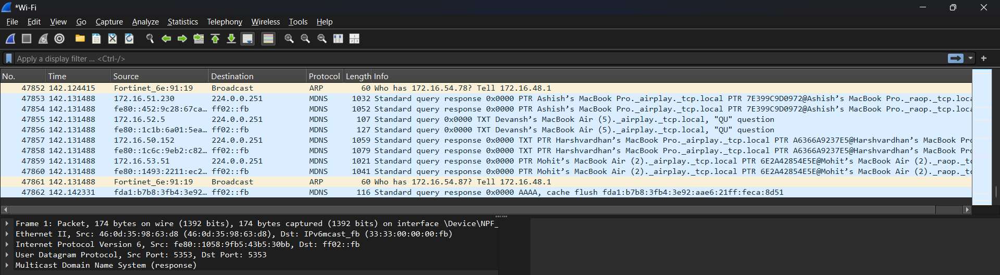 *Wi-Fi
File Edit View Go Capture Analyze Statistics Telephony Wireless Tools Help
Apply a display filter ... <Ctrl-/>
No. Time Source Destination Protocol Length Info
47852 142.124415 Fortinet_6e:91:19 Broadcast ARP 60 Who has 172.16.54.78? Tell 172.16.48.1
47853 142.131488 172.16.51.230 224.0.0.251 MDNS 1032 Standard query response 0x0000 PTR Ashish’s MacBook Pro._airplay._tcp.local PTR 7E399C9D0972@Ashish’s MacBook Pro._raop._tcp.loca
47854 142.131488 fe80::452:9c28:67ca… ff02::fb MDNS 1052 Standard query response 0x0000 PTR Ashish’s MacBook Pro._airplay._tcp.local PTR 7E399C9D0972@Ashish’s MacBook Pro._raop._tcp.loca
47855 142.131488 172.16.52.5 224.0.0.251 MDNS 107 Standard query 0x0000 TXT Devansh’s MacBook Air (5)._airplay._tcp.local, "QU" question
47856 142.131488 fe80::1c1b:6a01:5ea… ff02::fb MDNS 127 Standard query 0x0000 TXT Devansh’s MacBook Air (5)._airplay._tcp.local, "QU" question
47857 142.131488 172.16.50.152 224.0.0.251 MDNS 1059 Standard query response 0x0000 TXT PTR Harshvardhan’s MacBook Pro._airplay._tcp.local PTR A6366A9237E5@Harshvardhan’s MacBook Pro
47858 142.131488 fe80::1c6c:9eb2:c82… ff02::fb MDNS 1079 Standard query response 0x0000 TXT PTR Harshvardhan’s MacBook Pro._airplay._tcp.local PTR A6366A9237E5@Harshvardhan’s MacBook Pro
47859 142.131488 172.16.53.51 224.0.0.251 MDNS 1021 Standard query response 0x0000 PTR Mohit’s MacBook Air (2)._airplay._tcp.local PTR 6E2A42854E5E@Mohit’s MacBook Air (2)._raop._tc
47860 142.131488 fe80::1493:2211:ec2… ff02::fb MDNS 1041 Standard query response 0x0000 PTR Mohit’s MacBook Air (2)._airplay._tcp.local PTR 6E2A42854E5E@Mohit’s MacBook Air (2)._raop._tc
47861 142.131488 Fortinet_6e:91:19 Broadcast ARP 60 Who has 172.16.54.87? Tell 172.16.48.1
47862 142.142331 fda1:b7b8:3fb4:3e92… ff02::fb MDNS 116 Standard query response 0x0000 AAAA, cache flush fda1:b7b8:3fb4:3e92:aae6:21ff:feca:8d51
Frame 1: Packet, 174 bytes on wire (1392 bits), 174 bytes captured (1392 bits) on interface \Device\NPF_
Ethernet II, Src: 46:0d:35:98:63:d8 (46:0d:35:98:63:d8), Dst: IPv6mcast_fb (33:33:00:00:00:fb)
Internet Protocol Version 6, Src: fe80::1058:9fb5:43b5:30bb, Dst: ff02::fb
User Datagram Protocol, Src Port: 5353, Dst Port: 5353
Multicast Domain Name System (response)